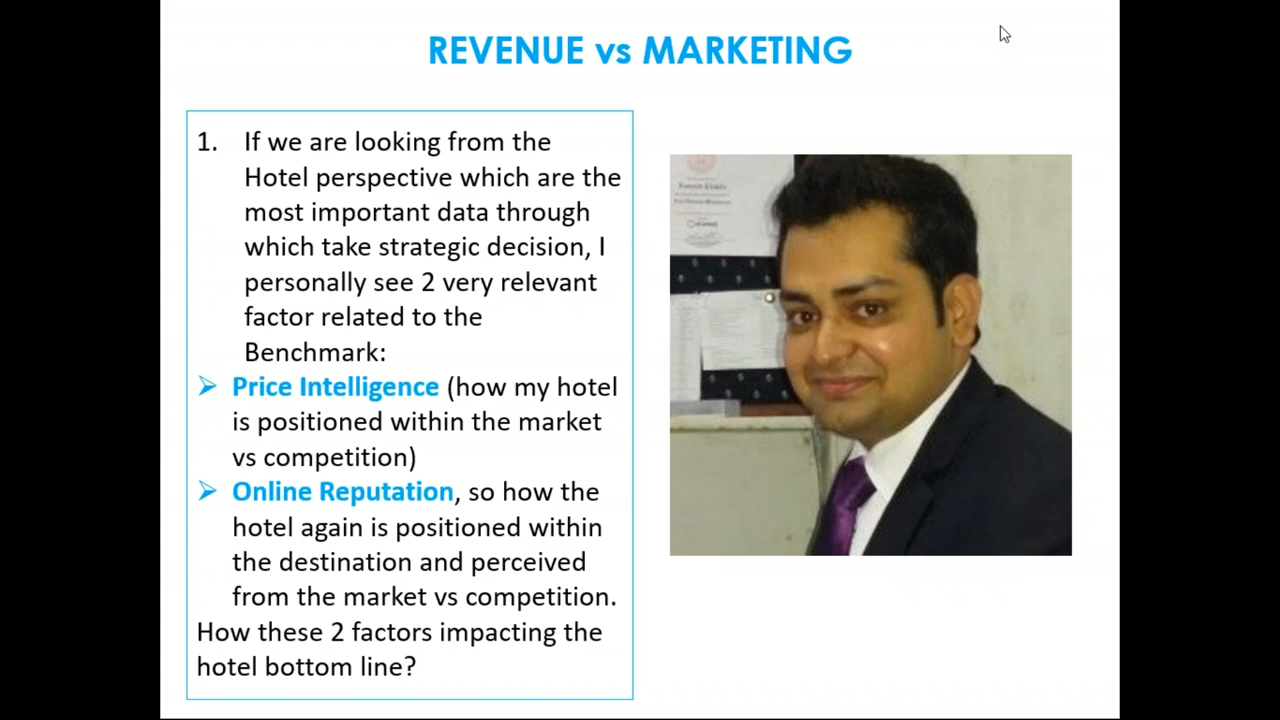 REVENUE vs MARKETING
1. If we are looking from the
Hotel perspective which are the
most important data through
which take strategic decision, I
personally see 2 very relevant
factor related to the
Benchmark:
➢ Price Intelligence (how my hotel
is positioned within the market
vs competition)
➢ Online Reputation, so how the
hotel again is positioned within
the destination and perceived
from the market vs competition.
How these 2 factors impacting the
hotel bottom line?